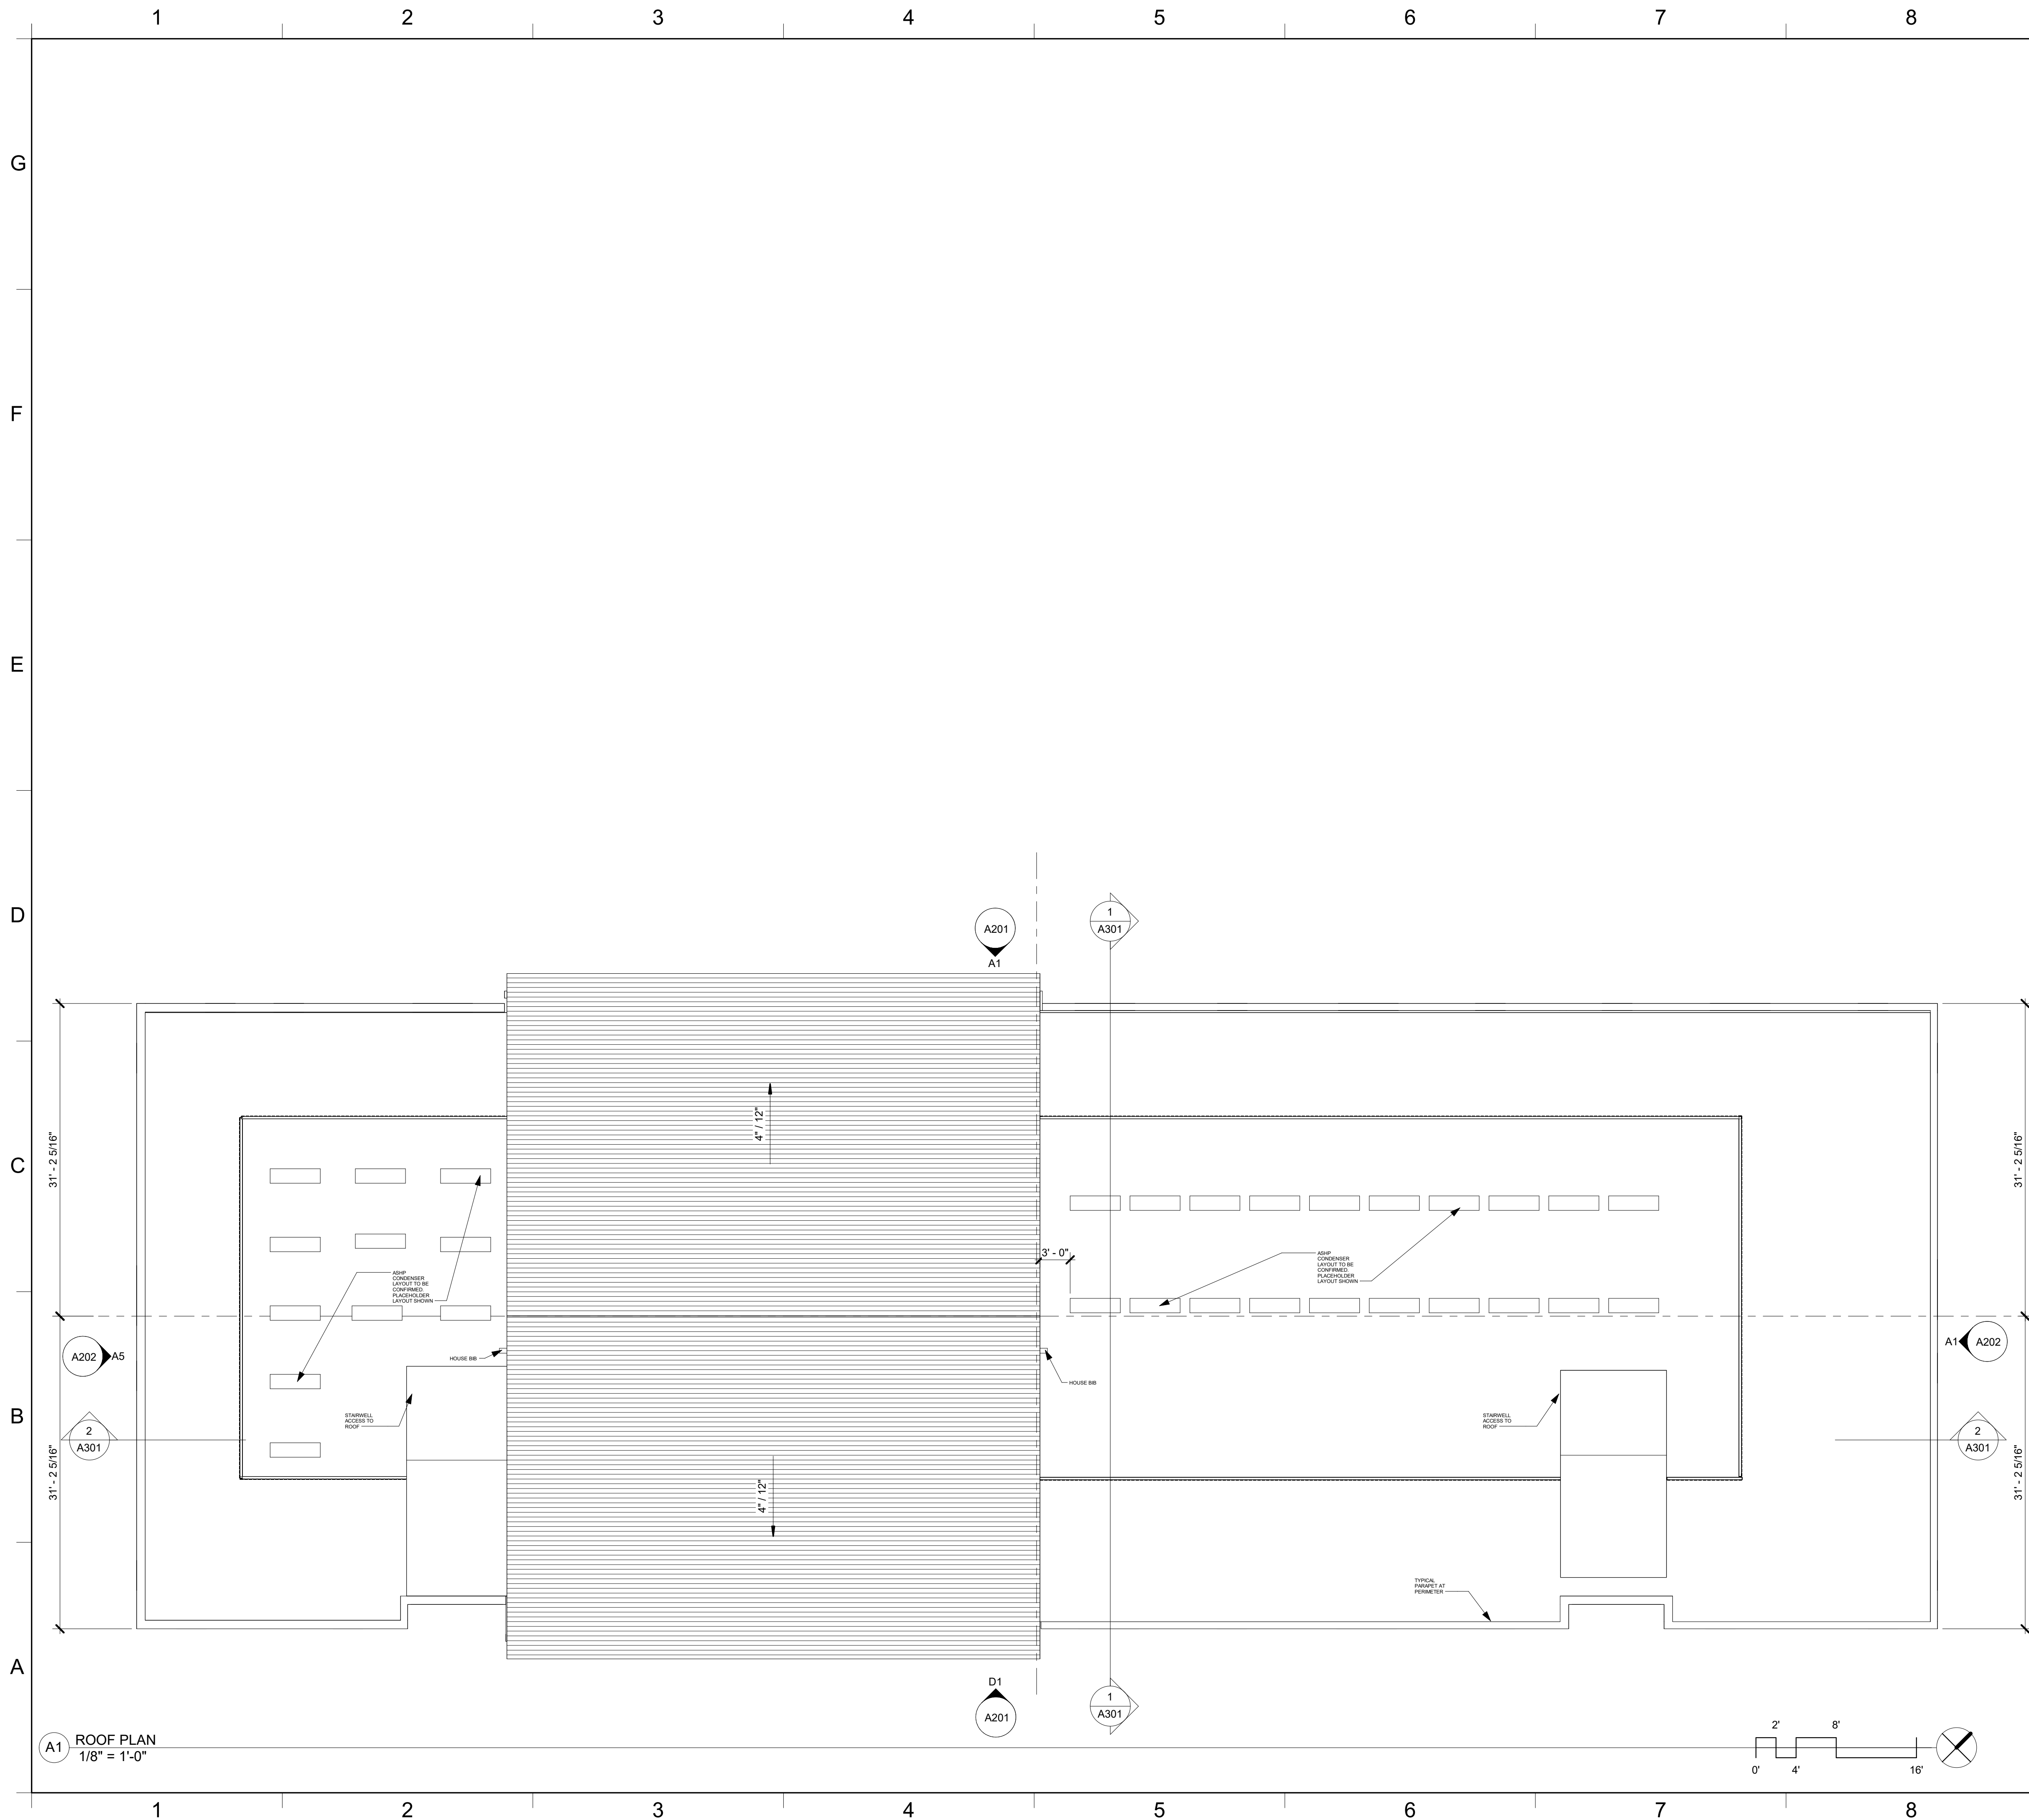 1 2 3 4 5 6 7 8
G
F
E
D
C
B
A
A201
A1
1
A301
31' - 2 5/16"
31' - 2 5/16"
4" / 12"
3' - 0"
ASHP
CONDENSER
LAYOUT TO BE
CONFIRMED.
PLACEHOLDER
LAYOUT SHOWN
ASHP
CONDENSER
LAYOUT TO BE
CONFIRMED.
PLACEHOLDER
LAYOUT SHOWN
A202 A5
HOUSE BIB
HOUSE BIB
A1 A202
STAIRWELL
ACCESS TO
ROOF
STAIRWELL
ACCESS TO
ROOF
2
A301
2
A301
31' - 2 5/16"
31' - 2 5/16"
4" / 12"
TYPICAL
PARAPET AT
PERIMETER
D1
A201
1
A301
A1
ROOF PLAN
1/8" = 1'-0"
2' 8'
0' 4' 16'
1 2 3 4 5 6 7 8